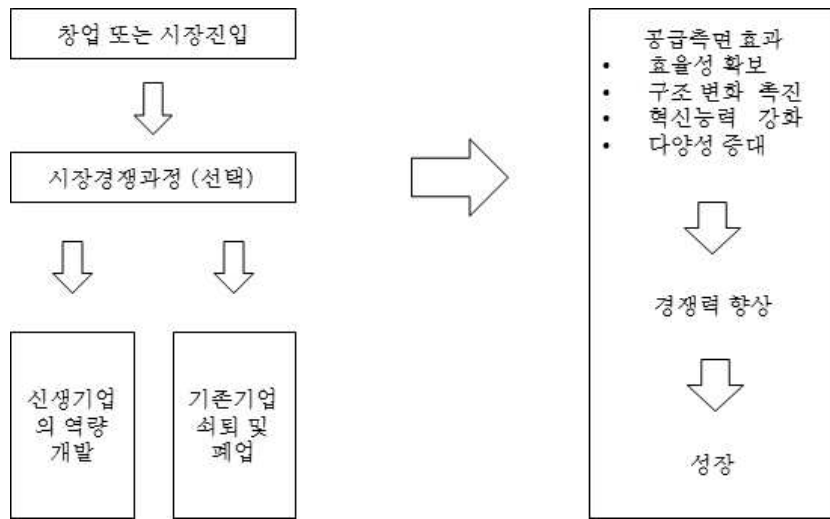 창업 또는 시장진입
시장경쟁과정 (선택)
신생기업
의 역량
개발
기존기업
쇠퇴 및
폐업
공급측면 효과
• 효율성 확보
• 구조 변화 촉진
• 혁신능력 강화
• 다양성 증대
경쟁력 향상
성장